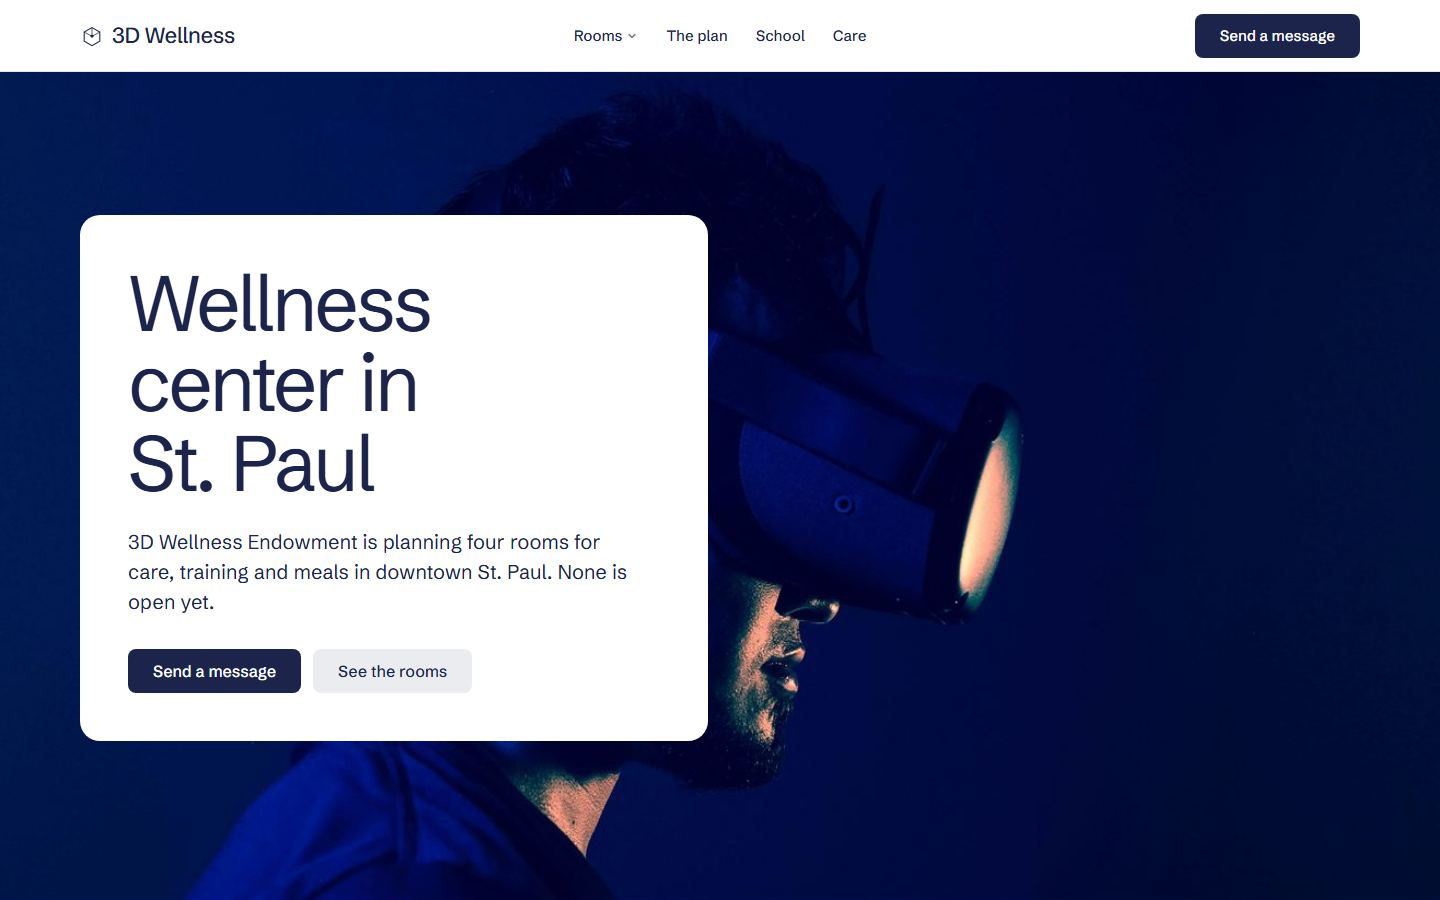 3D Wellness
Rooms
The plan
School
Care
Send a message
Wellness
center in
St. Paul
3D Wellness Endowment is planning four rooms for
care, training and meals in downtown St. Paul. None is
open yet.
Send a message
See the rooms